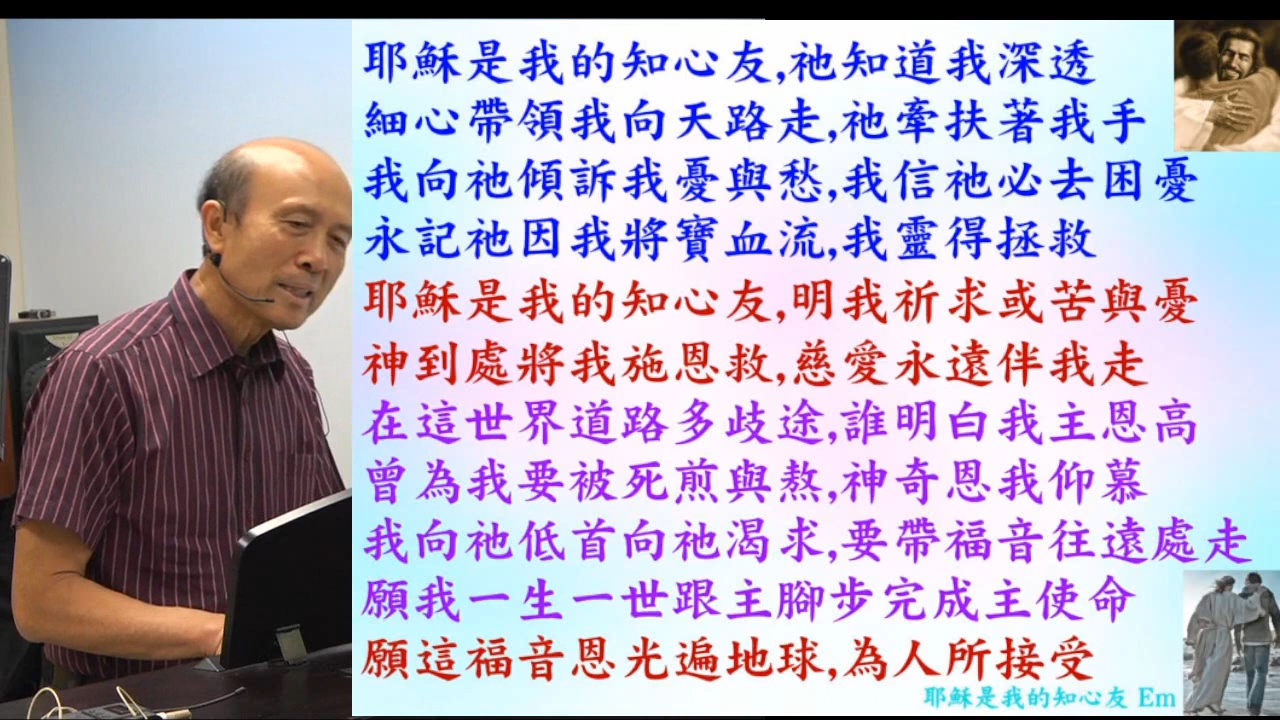 耶穌是我的知心友,祂知道我深透
細心帶領我向天路走,祂牽扶著我手
我向祂傾訴我憂與愁,我信祂必去困憂
永記祂因我將寶血流,我靈得拯救
耶穌是我的知心友,明我祈求或苦與憂
神到處將我施恩救,慈愛永遠伴我走
在這世界道路多歧途,誰明白我主恩高
曾為我要被死煎與熬,神奇恩我仰慕
我向祂低首向祂渴求,要帶福音往遠處走
願我一生一世跟主腳步完成主使命
願這福音恩光遍地球,為人所接受
耶穌是我的知心友 Em